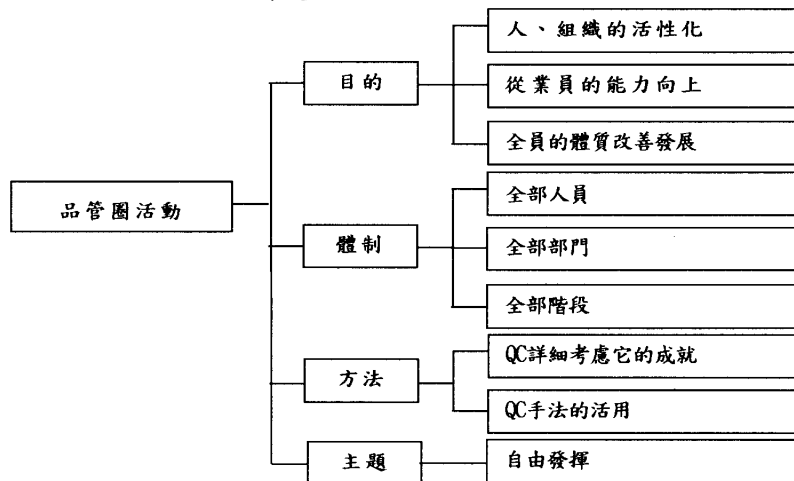 人、組織的活性化
目的
從業員的能力向上
全員的體質改善發展
品管圈活動
全部人員
體制
全部部門
全部階段
QC詳細考慮它的成就
方法
QC手法的活用
主題
自由發揮